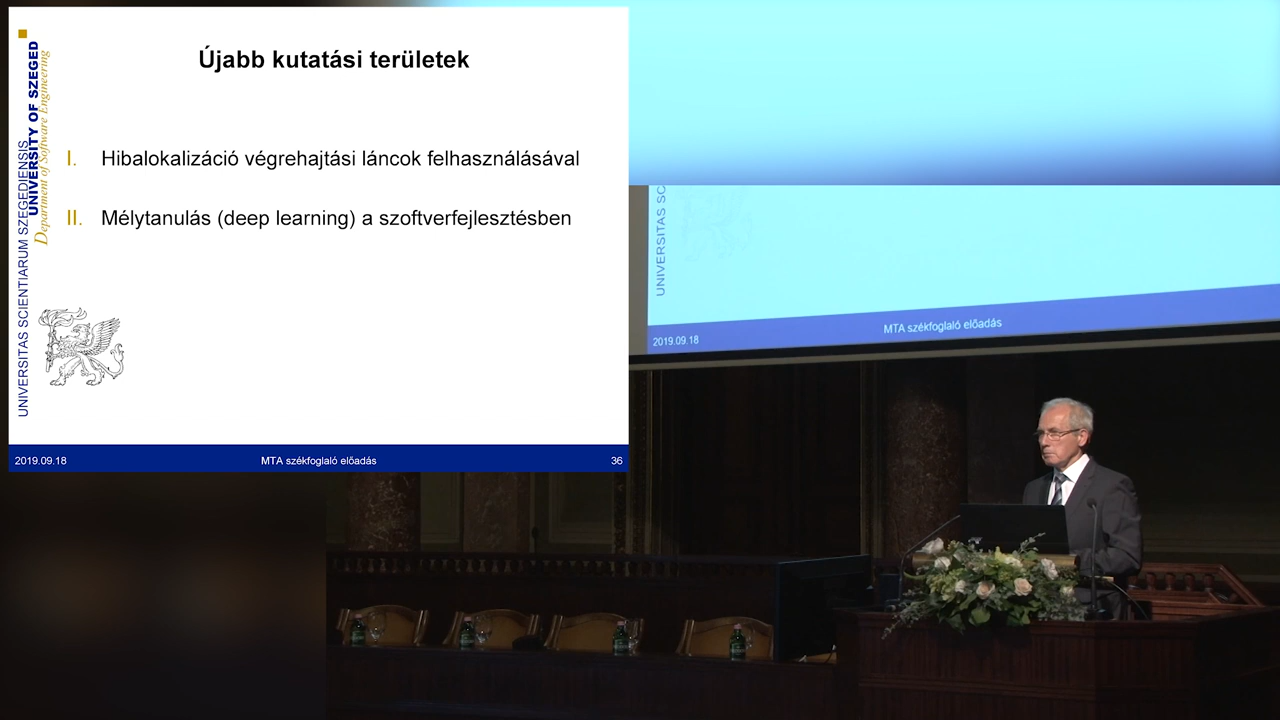 Újabb kutatási területek
I. Hibalokalizáció végrehajtási láncok felhasználásával
II. Mélytanulás (deep learning) a szoftverfejlesztésben
UNIVERSITAS SCIENTIARUM SZEGEDIENSIS
UNIVERSITY OF SZEGED
Department of Software Engineering
2019.09.18
MTA székfoglaló előadás
36
UNIVERSITAS SC
2019.09.18
MTA székfoglaló előadás